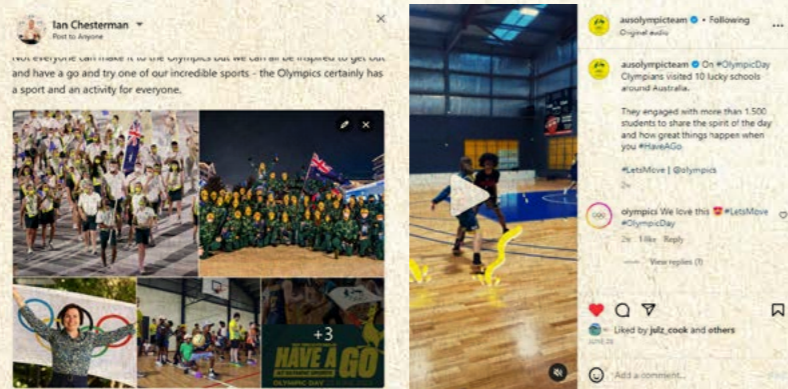 Ian Chesterman
Post to Anyone
Not everyone can make it to the Olympics but we can all be inspired to get out
and have a go and try one of our incredible sports - the Olympics certainly has
a sport and an activity for everyone.
+3
HAVE A GO
OLYMPIC DAY
ausolympicteam • Following
Original audio
ausolympicteam On #OlympicDay
Olympians visited 10 lucky schools
around Australia.
They engaged with more than 1,500
students to share the spirit of the day
and how great things happen when
you #HaveAGo
#LetsMove | @olympics
2w
olympics We love this #LetsMove
#OlympicDay
2w 1 like Reply
View replies (1)
Liked by julz_cook and others
JUNE
Add a comment...